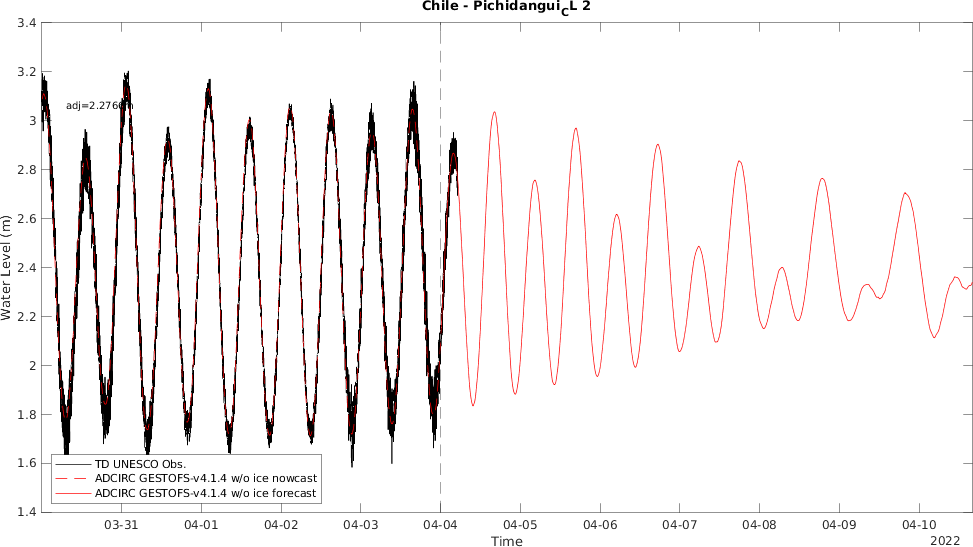 Chile - Pichidangui_CL 2
3.4
3.2
3
2.8
2.6
2.4
2.2
2
1.8
1.6
1.4
Water Level (m)
adj=2.2766m
TD UNESCO Obs.
ADCIRC GESTOFS-v4.1.4 w/o ice nowcast
ADCIRC GESTOFS-v4.1.4 w/o ice forecast
03-31 04-01 04-02 04-03 04-04 04-05 04-06 04-07 04-08 04-09 04-10
Time
2022